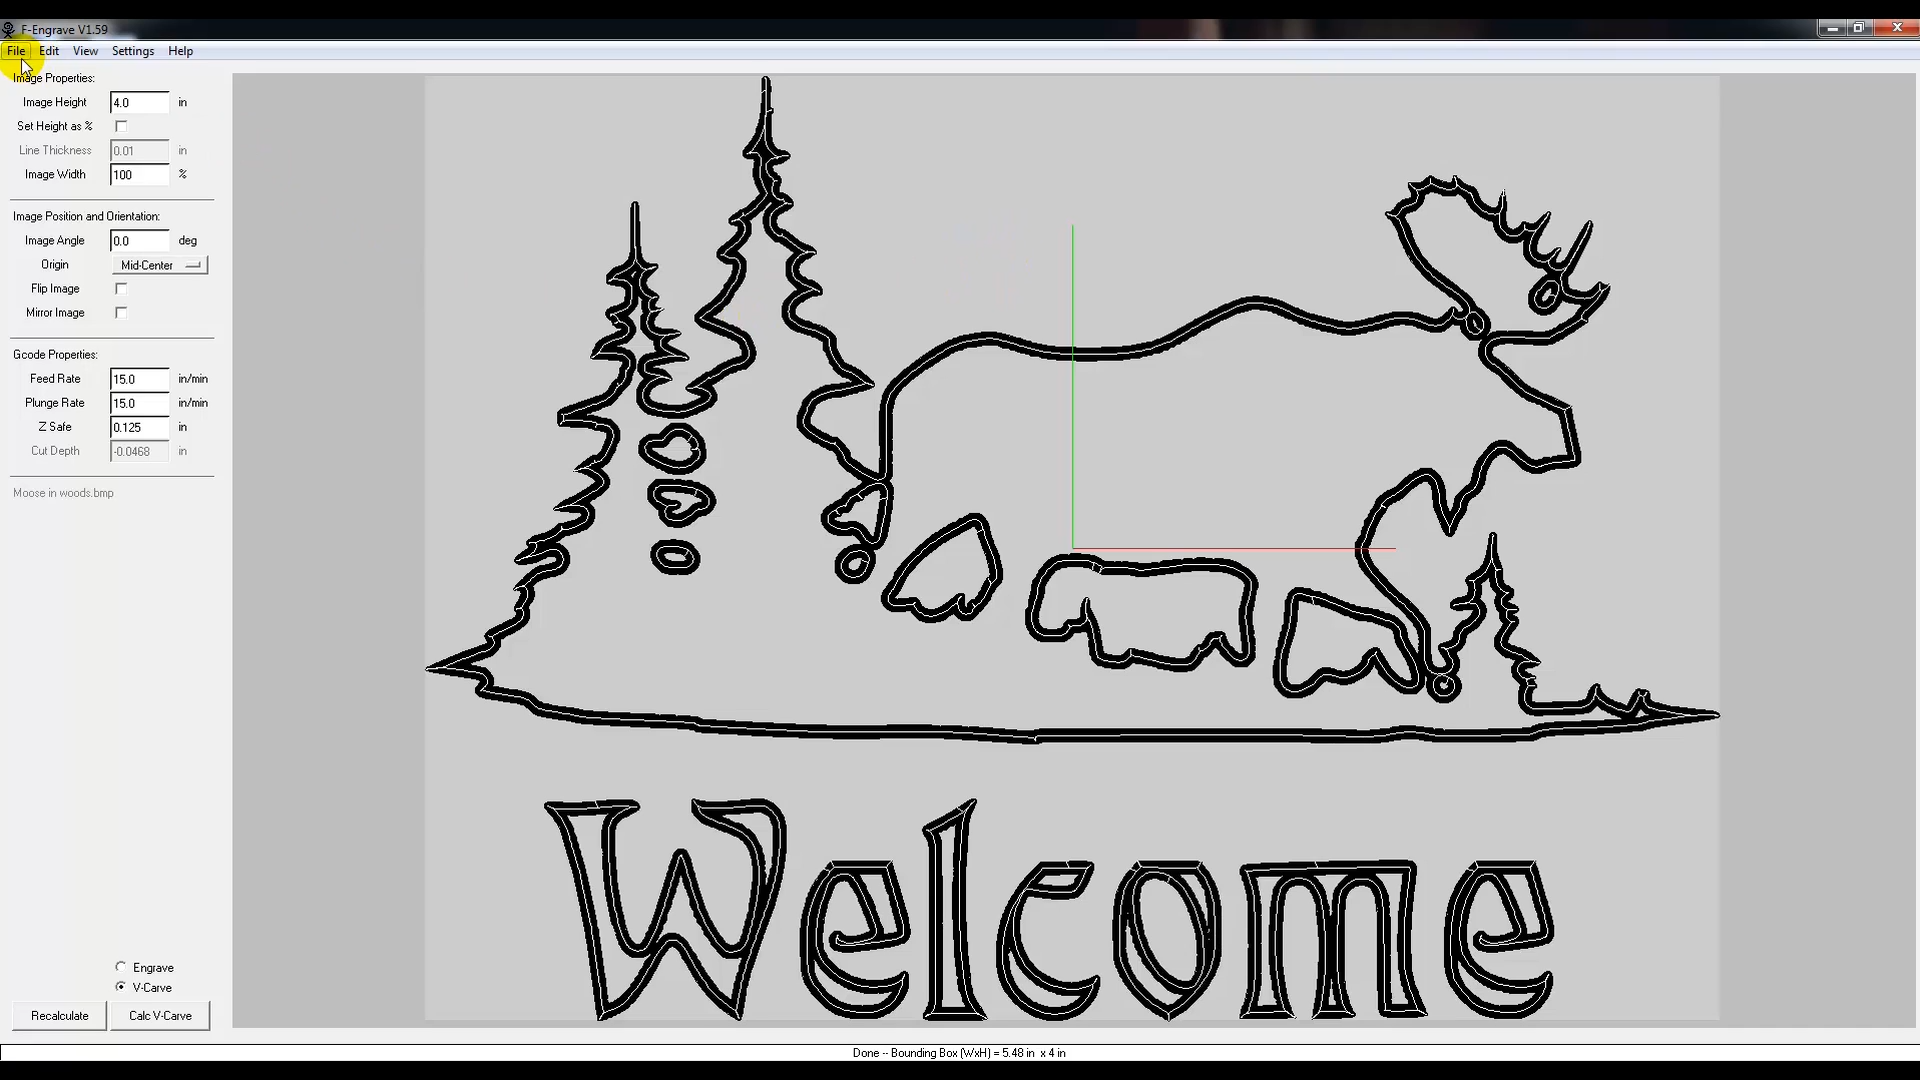 F-Engrave V1.59
File Edit View Settings Help
Image Properties:
Image Height 4.0 in
Set Height as %
Line Thickness 0.01 in
Image Width 100 %
Image Position and Orientation:
Image Angle 0.0 deg
Origin Mid-Center
Flip Image
Mirror Image
Gcode Properties:
Feed Rate 15.0 in/min
Plunge Rate 15.0 in/min
Z Safe 0.125 in
Cut Depth -0.0468 in
Moose in woods.bmp
Welcome
Engrave
V-Carve
Recalculate Calc V-Carve
Done -- Bounding Box (WxH) = 5.48 in x 4 in